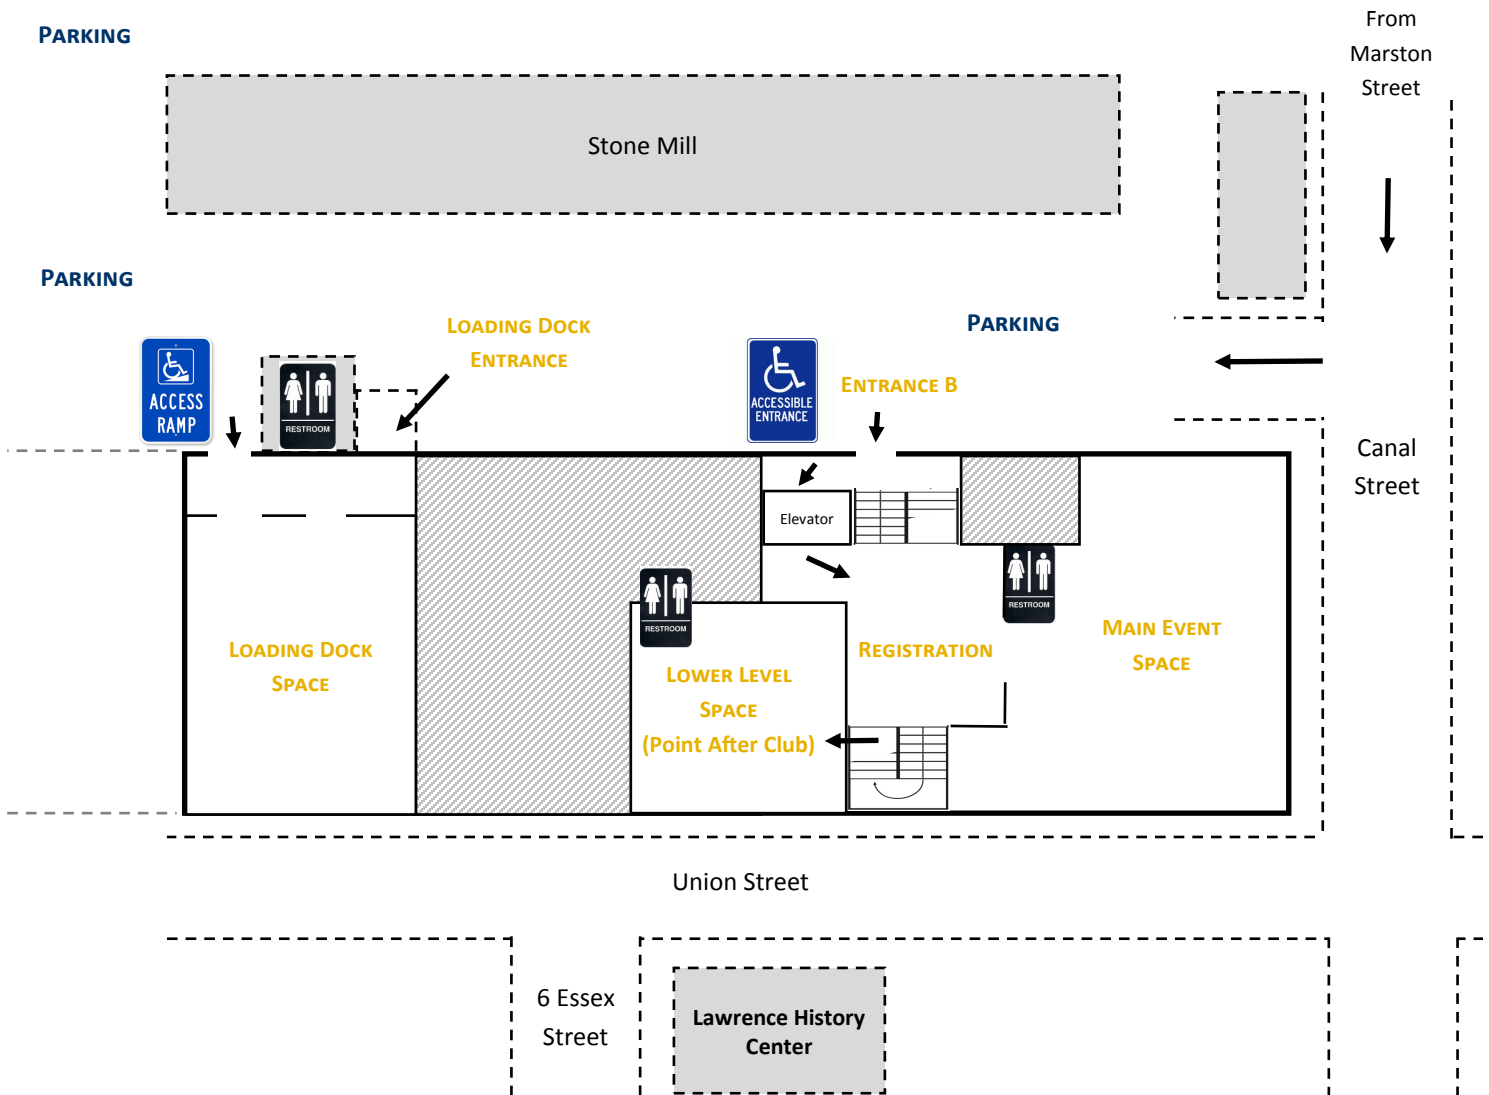 PARKING
From
Marston
Street
Stone Mill
PARKING
PARKING
LOADING DOCK
ENTRANCE
ACCESS
RAMP
RESTROOM
ACCESSIBLE
ENTRANCE
ENTRANCE B
Canal
Street
Elevator
RESTROOM
RESTROOM
LOADING DOCK
SPACE
LOWER LEVEL
SPACE
(Point After Club)
REGISTRATION
MAIN EVENT
SPACE
Union Street
6 Essex
Street
Lawrence History
Center